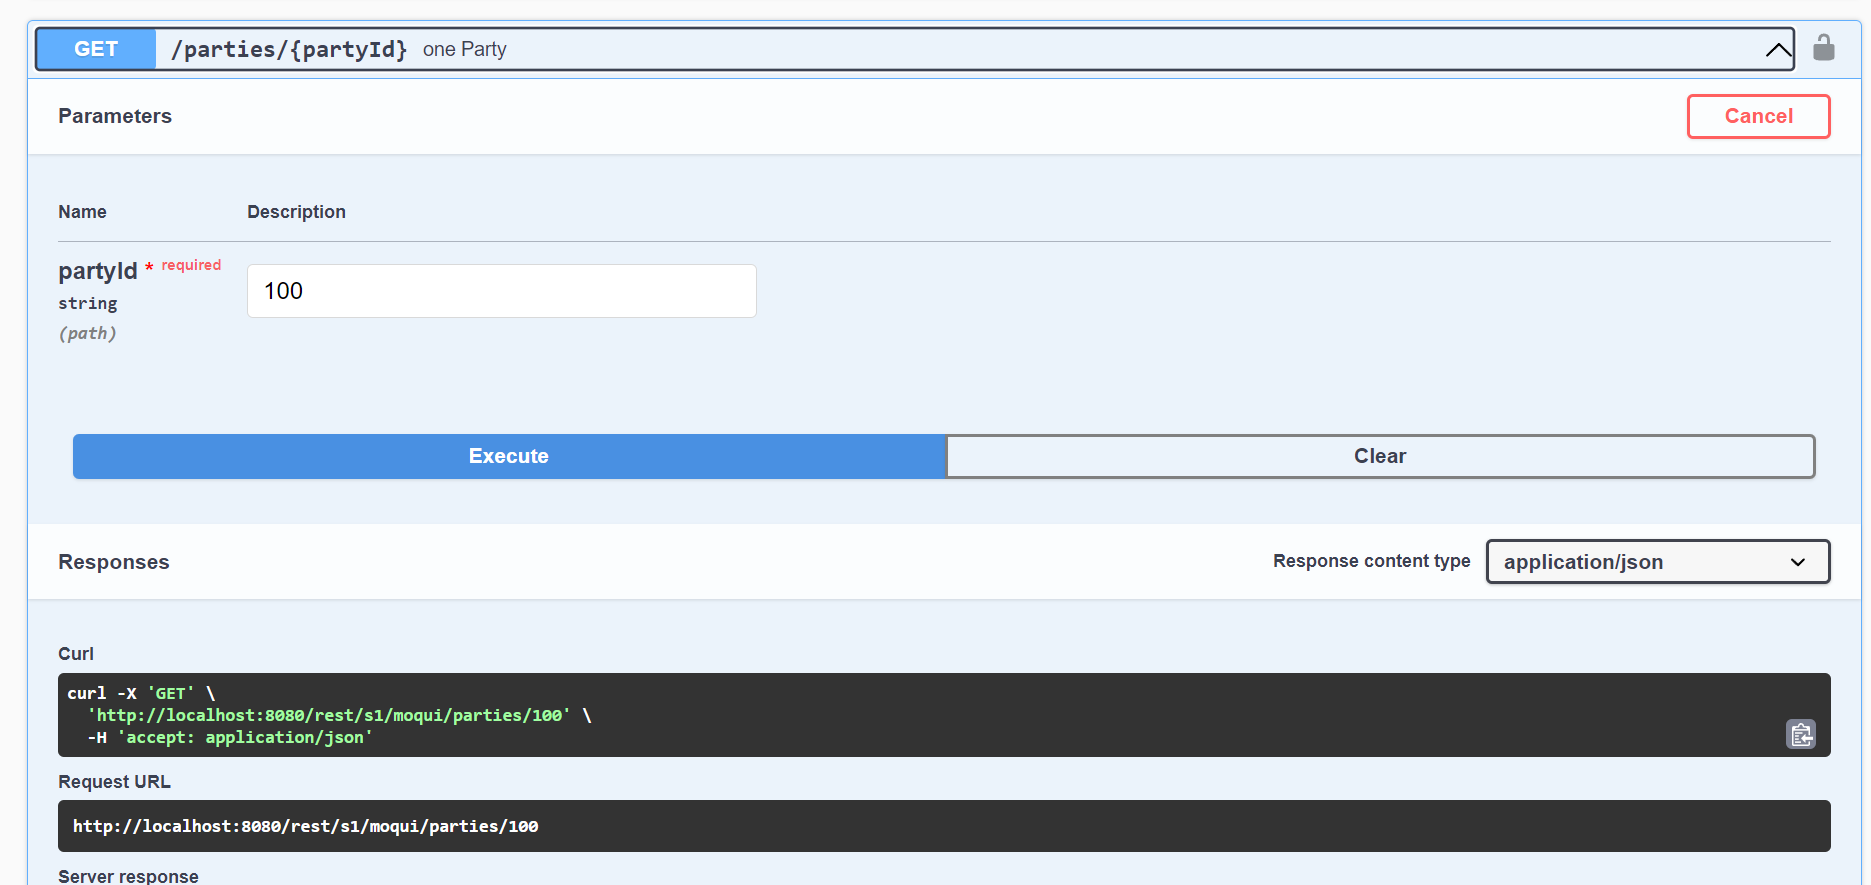 GET /parties/{partyId} one Party
Parameters
Cancel
Name Description
partyId * required
string
(path)
100
Execute
Clear
Responses
Response content type
application/json
Curl
curl -X 'GET' \
  'http://localhost:8080/rest/s1/moqui/parties/100' \
  -H 'accept: application/json'
Request URL
http://localhost:8080/rest/s1/moqui/parties/100
Server response